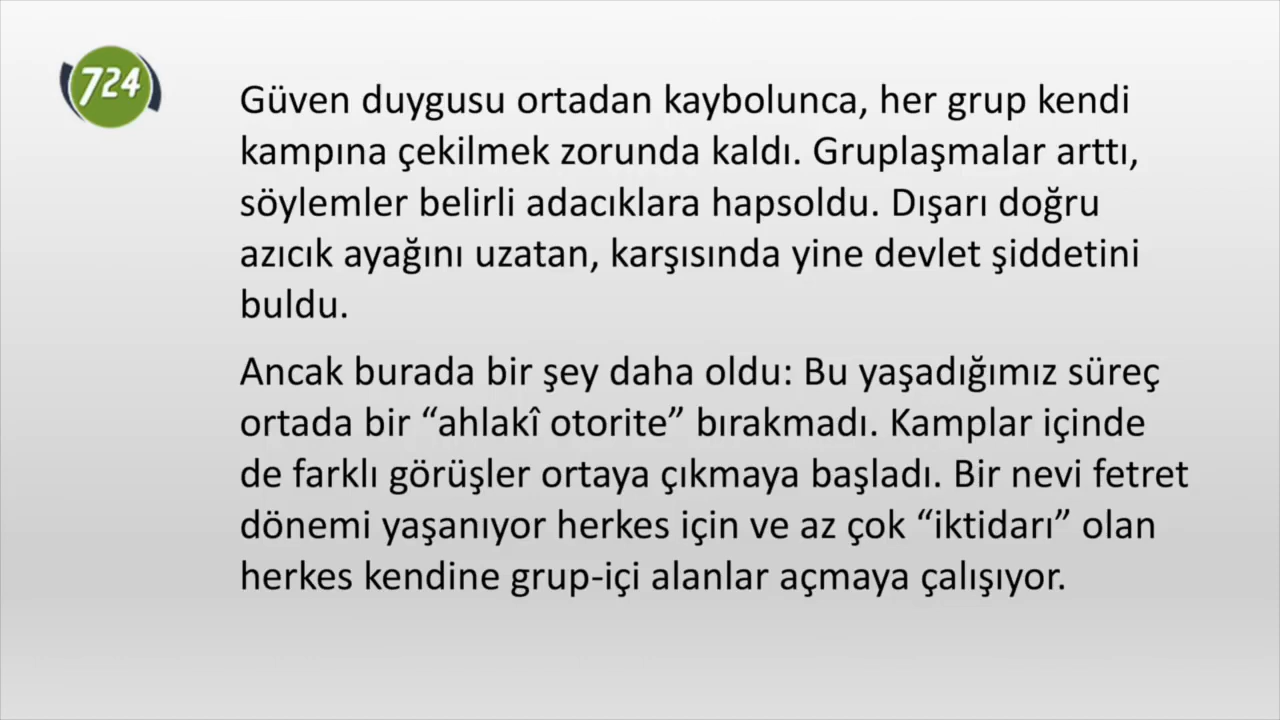 724
Güven duygusu ortadan kaybolunca, her grup kendi
kampına çekilmek zorunda kaldı. Gruplaşmalar arttı,
söylemler belirli adacıklara hapsoldu. Dışarı doğru
azıcık ayağını uzatan, karşısında yine devlet şiddetini
buldu.
Ancak burada bir şey daha oldu: Bu yaşadığımız süreç
ortada bir “ahlakî otorite” bırakmadı. Kamplar içinde
de farklı görüşler ortaya çıkmaya başladı. Bir nevi fetret
dönemi yaşanıyor herkes için ve az çok “iktidarı” olan
herkes kendine grup-içi alanlar açmaya çalışıyor.